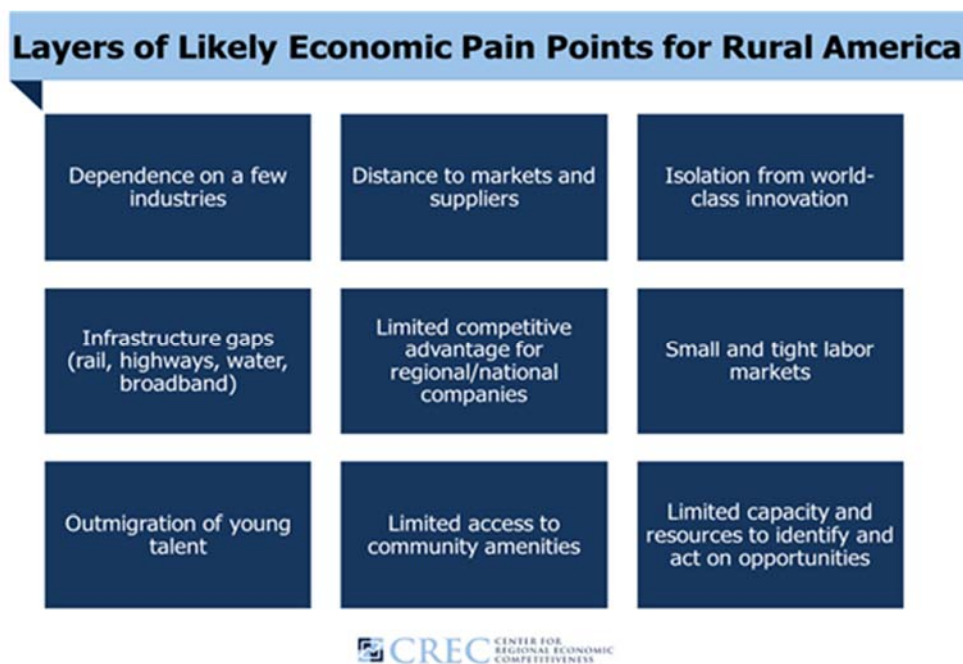 Layers of Likely Economic Pain Points for Rural America
Dependence on a few
industries
Distance to markets and
suppliers
Isolation from world-
class innovation
Infrastructure gaps
(rail, highways, water,
broadband)
Limited competitive
advantage for
regional/national
companies
Small and tight labor
markets
Outmigration of young
talent
Limited access to
community amenities
Limited capacity and
resources to identify and
act on opportunities
CREC
CENTER FOR
REGIONAL ECONOMIC
COMPETITIVENESS